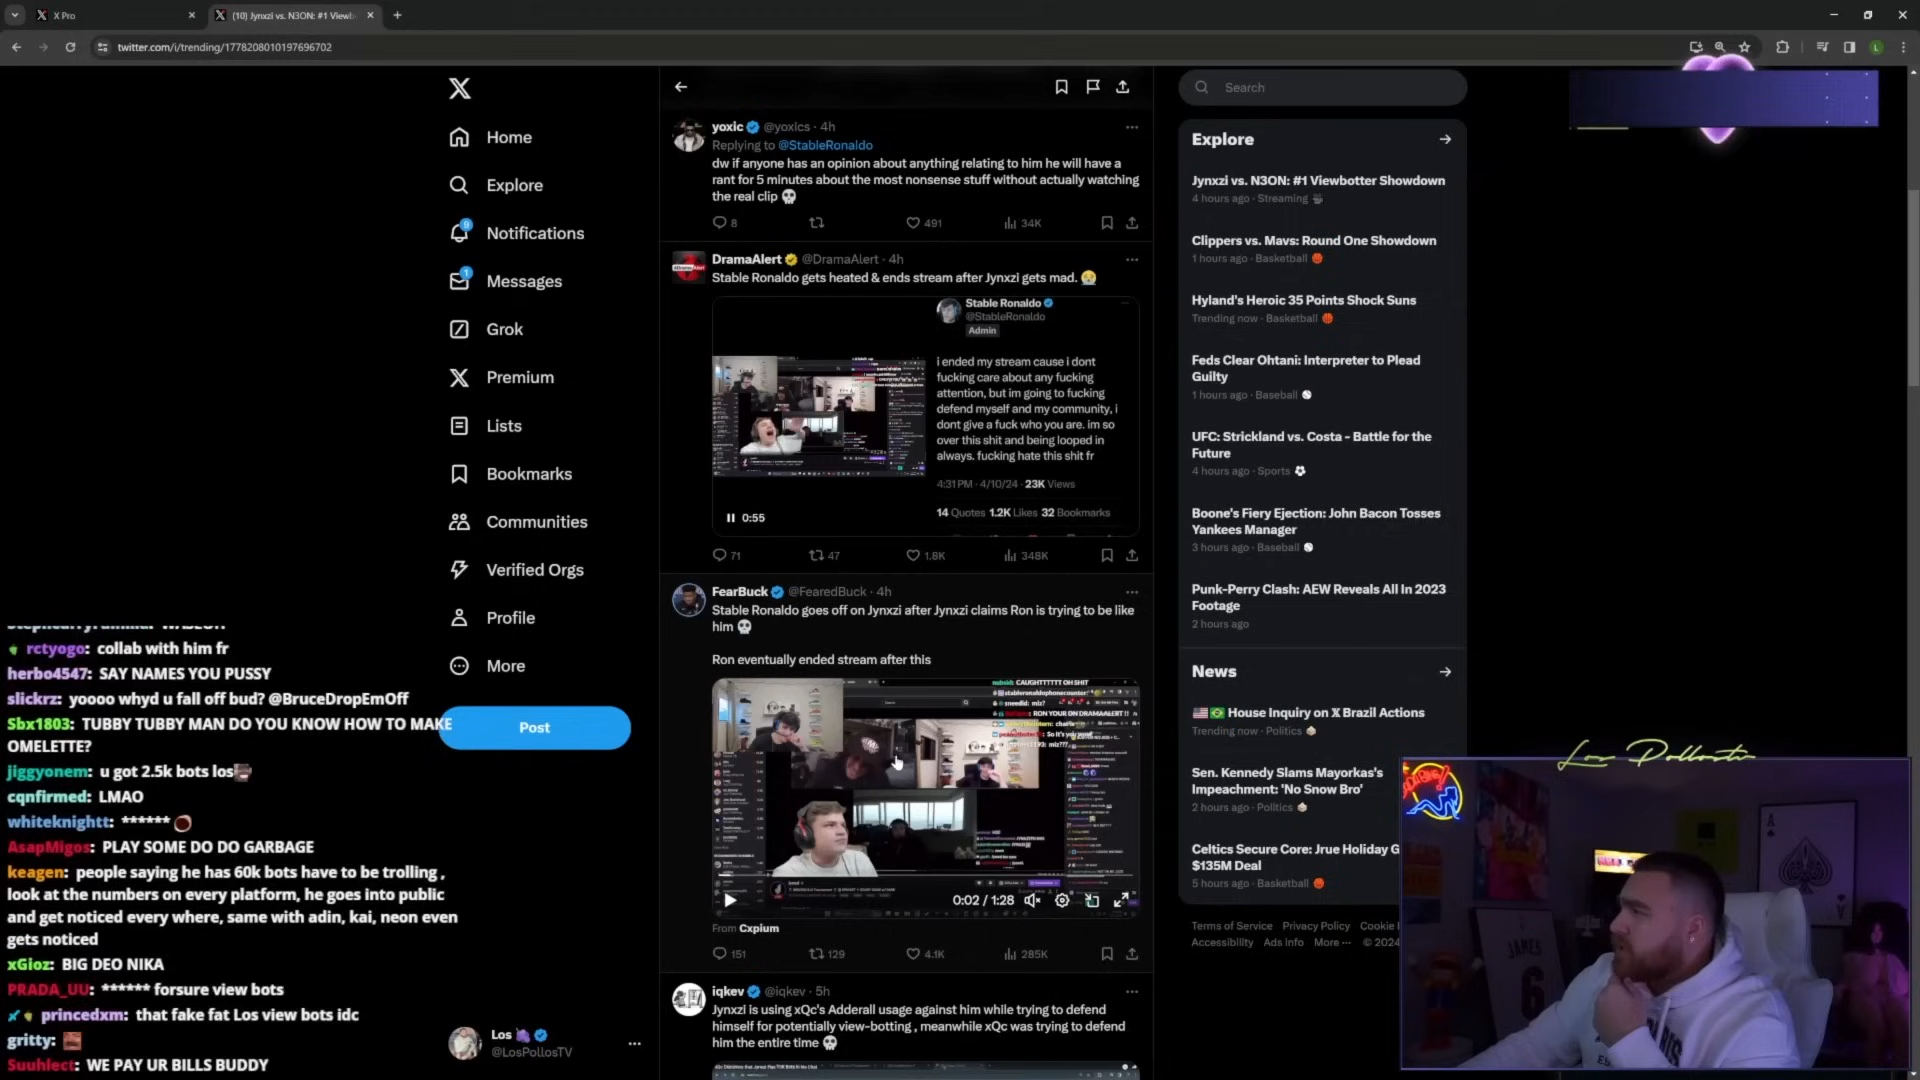 X Pro
(10) Jynxzi vs. N3ON: #1 Viewb
twitter.com/i/trending/1778208010197696702
Home
Explore
9
Notifications
1
Messages
Grok
Premium
Lists
Bookmarks
Communities
Verified Orgs
Profile
More
Post
Los
@LosPollosTV
yoxic @yoxics · 4h
Replying to @StableRonaldo
dw if anyone has an opinion about anything relating to him he will have a
rant for 5 minutes about the most nonsense stuff without actually watching
the real clip
8 491 34K
DramaAlert @DramaAlert · 4h
Stable Ronaldo gets heated & ends stream after Jynxzi gets mad.
Stable Ronaldo
@StableRonaldo
Admin
i ended my stream cause i dont
fucking care about any fucking
attention, but im going to fucking
defend myself and my community, i
dont give a fuck who you are. im so
over this shit and being looped in
always. fucking hate this shit fr
4:31 PM · 4/10/24 · 23K Views
14 Quotes 1.2K Likes 32 Bookmarks
0:55
71 47 1.8K 348K
FearBuck @FearedBuck · 4h
Stable Ronaldo goes off on Jynxzi after Jynxzi claims Ron is trying to be like
him
Ron eventually ended stream after this
0:02 / 1:28
From Cxpium
151 129 4.1K 285K
iqkev @iqkev · 5h
Jynxzi is using xQc's Adderall usage against him while trying to defend
himself for potentially view-botting , meanwhile xQc was trying to defend
him the entire time
Search
Explore
Jynxzi vs. N3ON: #1 Viewbotter Showdown
4 hours ago · Streaming
Clippers vs. Mavs: Round One Showdown
1 hours ago · Basketball
Hyland's Heroic 35 Points Shock Suns
Trending now · Basketball
Feds Clear Ohtani: Interpreter to Plead
Guilty
1 hours ago · Baseball
UFC: Strickland vs. Costa - Battle for the
Future
4 hours ago · Sports
Boone's Fiery Ejection: John Bacon Tosses
Yankees Manager
3 hours ago · Baseball
Punk-Perry Clash: AEW Reveals All In 2023
Footage
2 hours ago
News
House Inquiry on X Brazil Actions
Trending now · Politics
Sen. Kennedy Slams Mayorkas's
Impeachment: 'No Snow Bro'
2 hours ago · Politics
Celtics Secure Core: Jrue Holiday G
$135M Deal
5 hours ago · Basketball
Terms of Service Privacy Policy Cookie
Accessibility Ads info More ··· © 2024
rctyogo: collab with him fr
herbo4547: SAY NAMES YOU PUSSY
slickrz: yoooo whyd u fall off bud? @BruceDropEmOff
Sbx1803: TUBBY TUBBY MAN DO YOU KNOW HOW TO MAKE
OMELETTE?
jiggyonem: u got 2.5k bots los
cqnfirmed: LMAO
whiteknightt: ******
AsapMigos: PLAY SOME DO DO GARBAGE
keagen: people saying he has 60k bots have to be trolling ,
look at the numbers on every platform, he goes into public
and get noticed every where, same with adin, kai, neon even
gets noticed
xGioz: BIG DEO NIKA
PRADA_UU: ****** forsure view bots
princedxm: that fake fat Los view bots idc
gritty:
Suuhlect: WE PAY UR BILLS BUDDY
Los Pollostv
JAMES
6
A